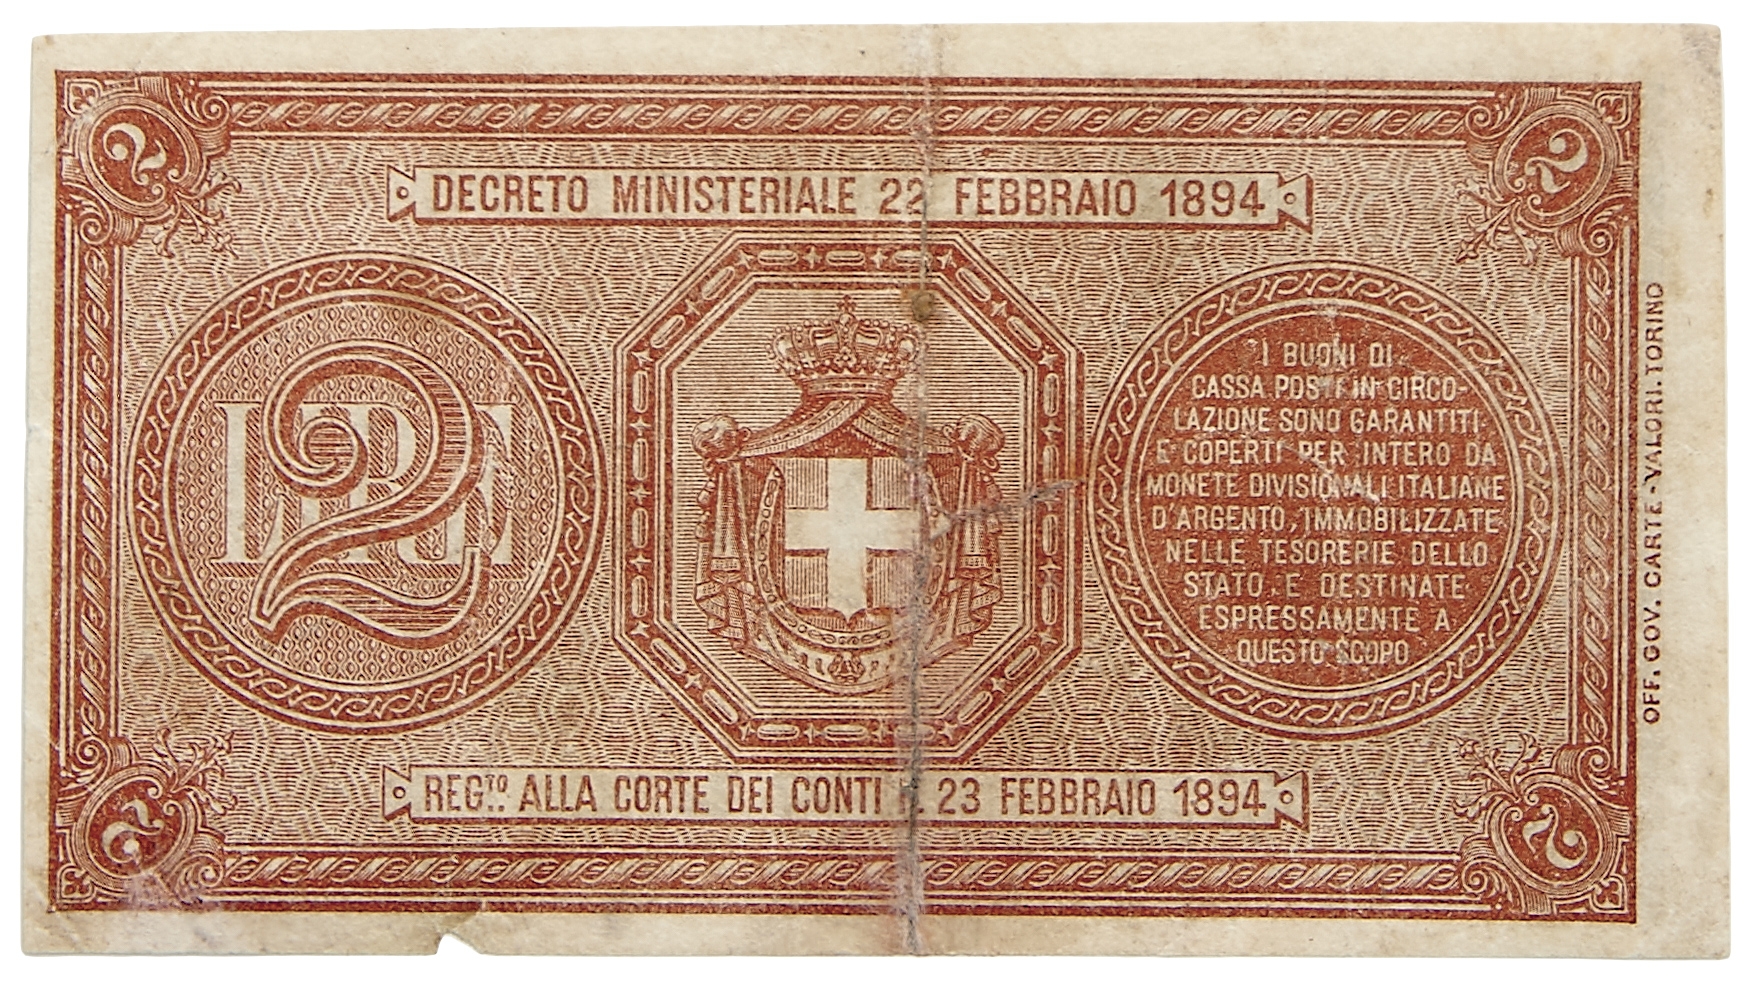 2
2
DECRETO MINISTERIALE 22 FEBBRAIO 1894
LIRE
2
I BUONI DI
CASSA POSTI IN CIRCO-
LAZIONE SONO GARANTITI
E COPERTI PER INTERO DA
MONETE DIVISIONALI ITALIANE
D'ARGENTO, IMMOBILIZZATE
NELLE TESORERIE DELLO
STATO E DESTINATE
ESPRESSAMENTE A
QUESTO SCOPO
OFF. GOV. CARTE-VALORI. TORINO
REG.TO ALLA CORTE DEI CONTI 23 FEBBRAIO 1894
2
2